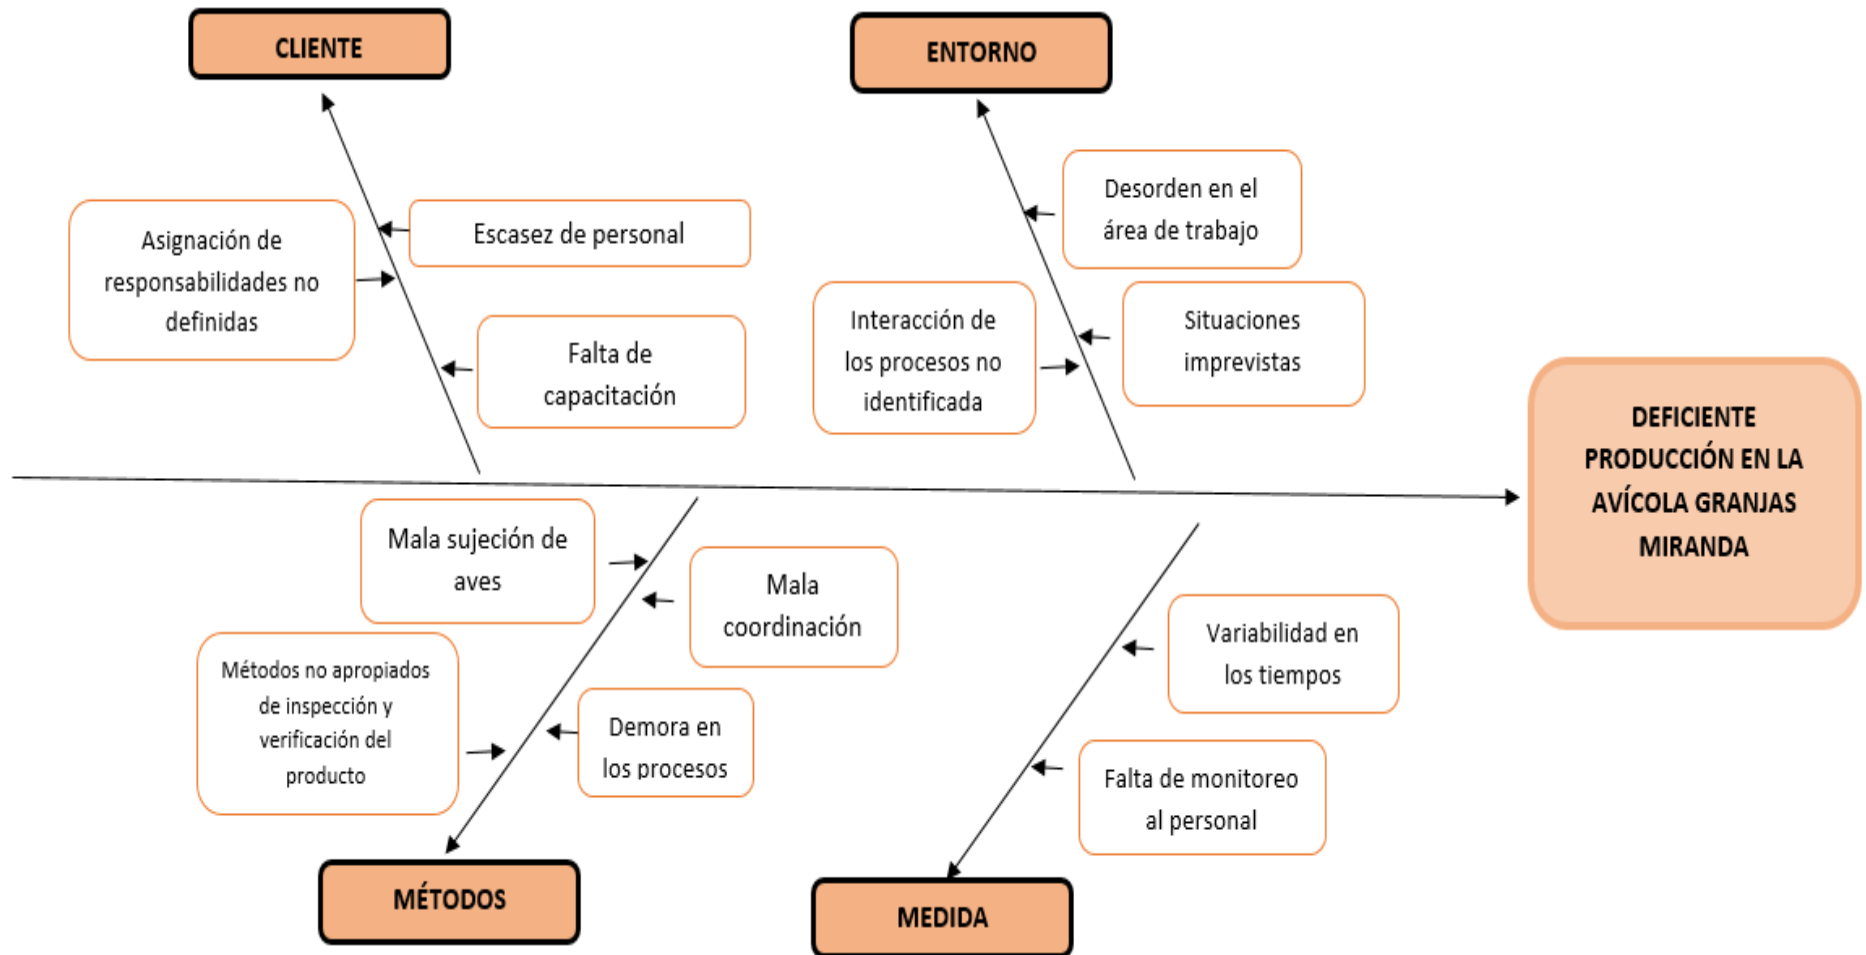 CLIENTE
ENTORNO
Asignación de
responsabilidades no
definidas
Escasez de personal
Falta de
capacitación
Desorden en el
área de trabajo
Interacción de
los procesos no
identificada
Situaciones
imprevistas
DEFICIENTE
PRODUCCIÓN EN LA
AVÍCOLA GRANJAS
MIRANDA
Mala sujeción de
aves
Mala
coordinación
Métodos no apropiados
de inspección y
verificación del
producto
Demora en
los procesos
Variabilidad en
los tiempos
Falta de monitoreo
al personal
MÉTODOS
MEDIDA